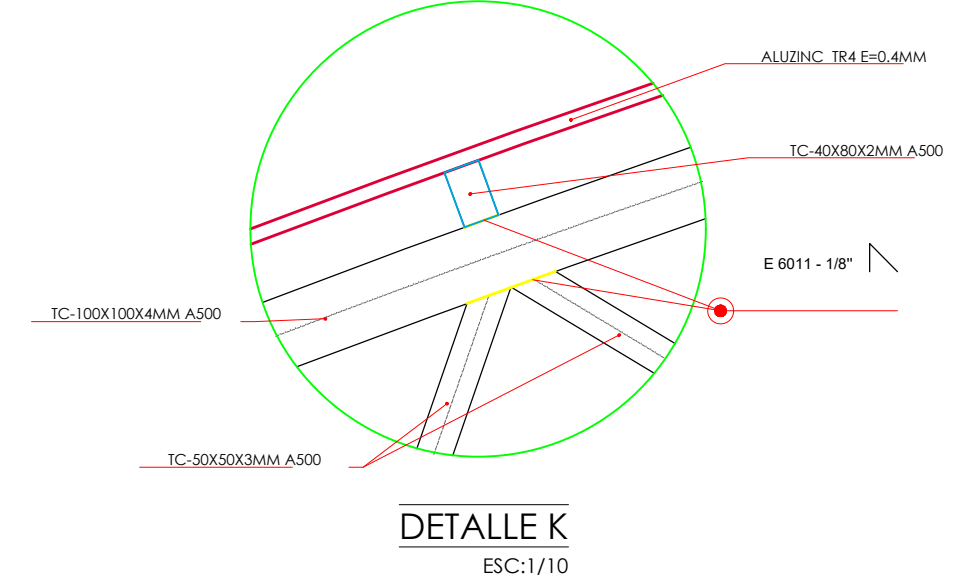 ALUZINC TR4 E=0.4MM
TC-40X80X2MM A500
E 6011 - 1/8"
TC-100X100X4MM A500
TC-50X50X3MM A500
DETALLE K
ESC:1/10